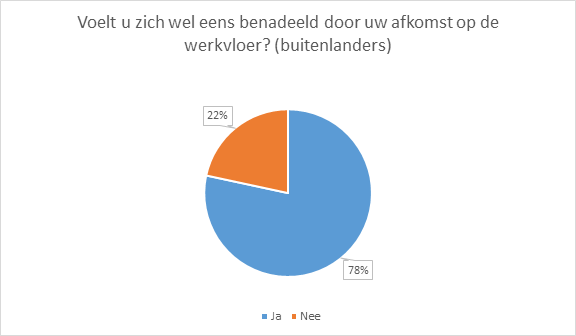 Voelt u zich wel eens benadeeld door uw afkomst op de
werkvloer? (buitenlanders)
22%
78%
Ja Nee